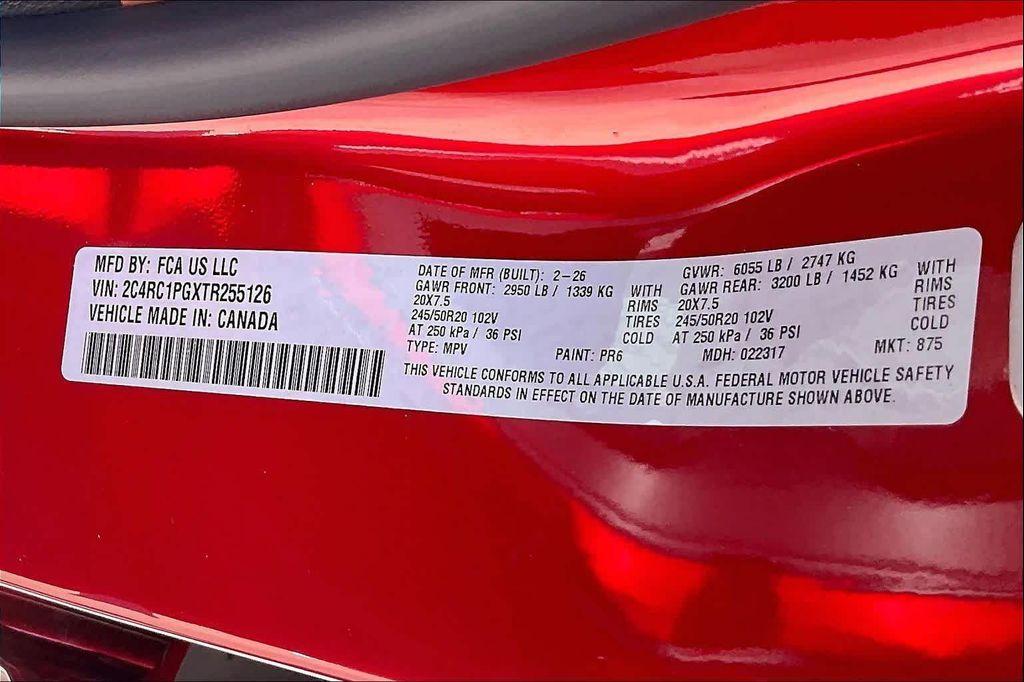 MFD BY: FCA US LLC
VIN: 2C4RC1PGXTR255126
VEHICLE MADE IN: CANADA
DATE OF MFR (BUILT): 2-26 GVWR: 6055 LB / 2747 KG
GAWR FRONT: 2950 LB / 1339 KG WITH GAWR REAR: 3200 LB / 1452 KG WITH
20X7.5 RIMS 20X7.5 RIMS
245/50R20 102V TIRES 245/50R20 102V TIRES
AT 250 kPa / 36 PSI COLD AT 250 kPa / 36 PSI COLD
TYPE: MPV PAINT: PR6 MDH: 022317 MKT: 875
THIS VEHICLE CONFORMS TO ALL APPLICABLE U.S.A. FEDERAL MOTOR VEHICLE SAFETY
STANDARDS IN EFFECT ON THE DATE OF MANUFACTURE SHOWN ABOVE.